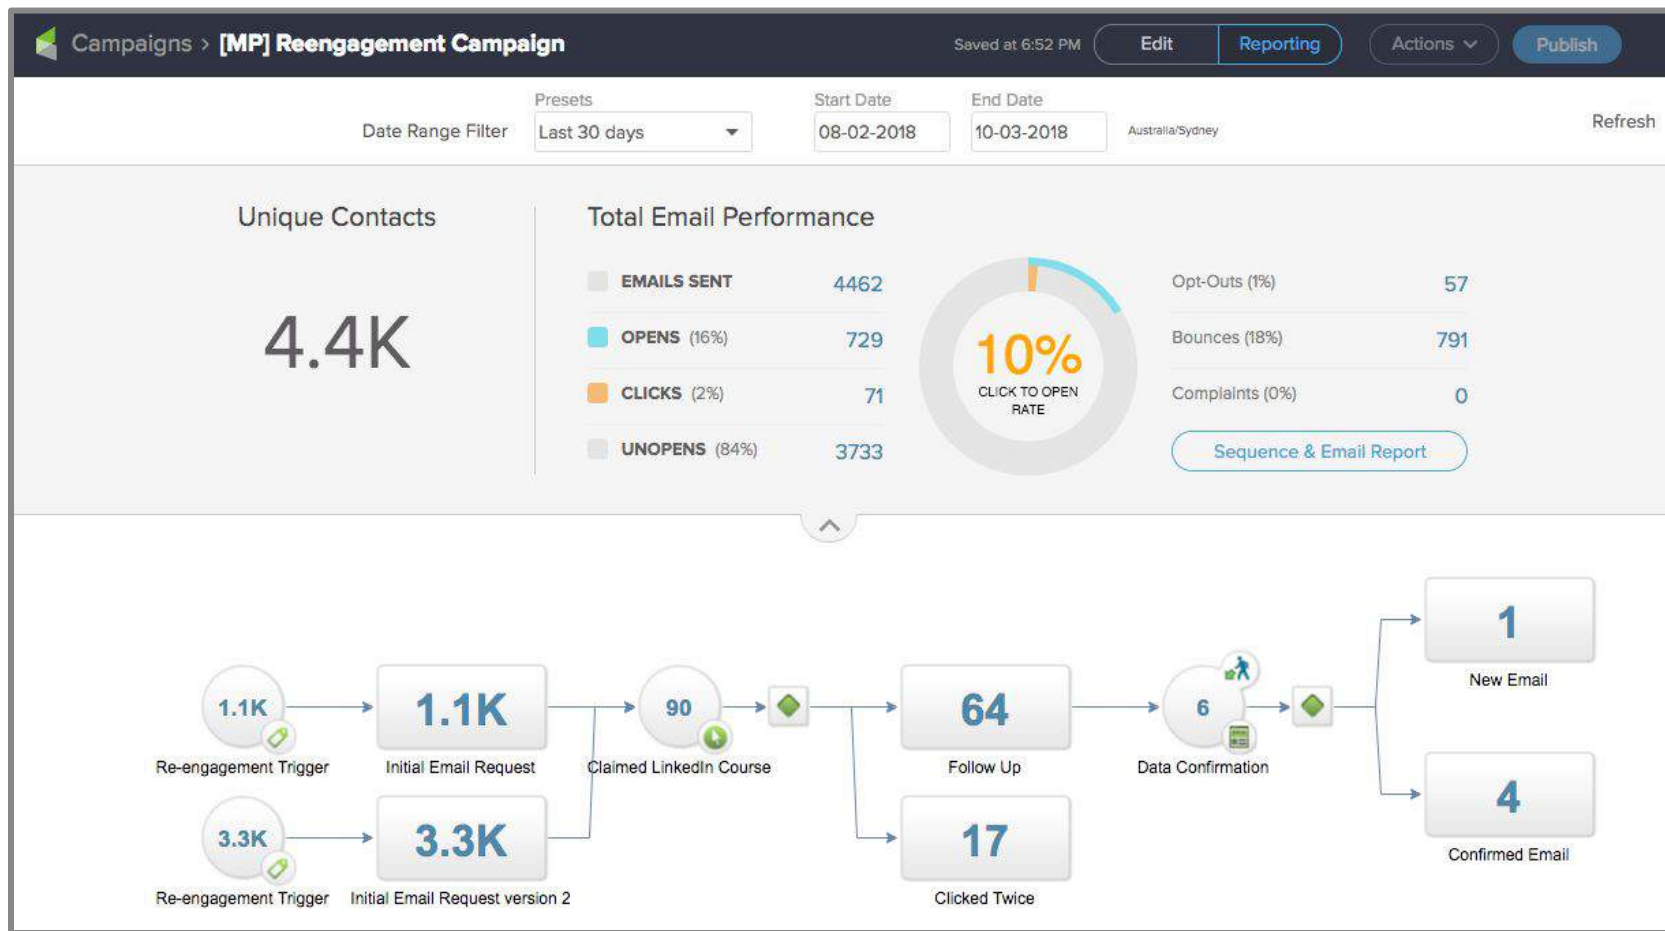 Campaigns > [MP] Reengagement Campaign
Saved at 6:52 PM
Edit
Reporting
Actions
Publish
Date Range Filter
Presets
Last 30 days
Start Date
08-02-2018
End Date
10-03-2018
Australia/Sydney
Refresh
Unique Contacts
4.4K
Total Email Performance
EMAILS SENT 4462
OPENS (16%) 729
CLICKS (2%) 71
UNOPENS (84%) 3733
10%
CLICK TO OPEN
RATE
Opt-Outs (1%) 57
Bounces (18%) 791
Complaints (0%) 0
Sequence & Email Report
1.1K
Re-engagement Trigger
1.1K
Initial Email Request
90
Claimed LinkedIn Course
64
Follow Up
6
Data Confirmation
1
New Email
4
Confirmed Email
3.3K
Re-engagement Trigger
3.3K
Initial Email Request version 2
17
Clicked Twice